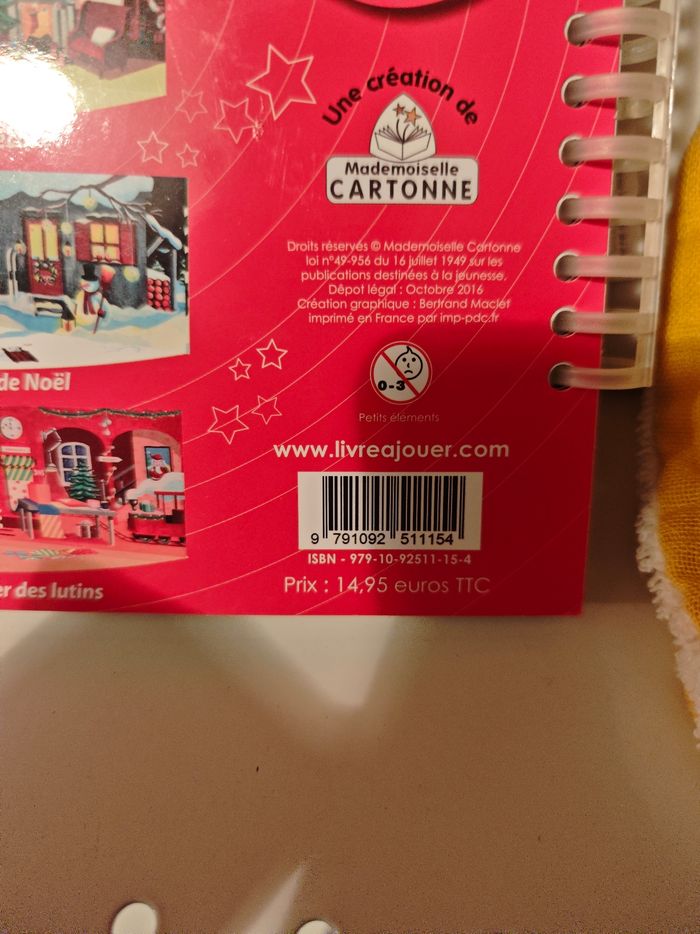 Une création de
Mademoiselle
CARTONNE
Droits réservés © Mademoiselle Cartonne
loi n°49-956 du 16 juillet 1949 sur les
publications destinées à la jeunesse.
Dépot légal : Octobre 2016
Création graphique : Bertrand Maclet
imprimé en France par imp-pdc.fr
0-3
Petits éléments
de Noël
www.livreajouer.com
9 791092 511154
ISBN - 979-10-92511-15-4
Prix : 14,95 euros TTC
er des lutins